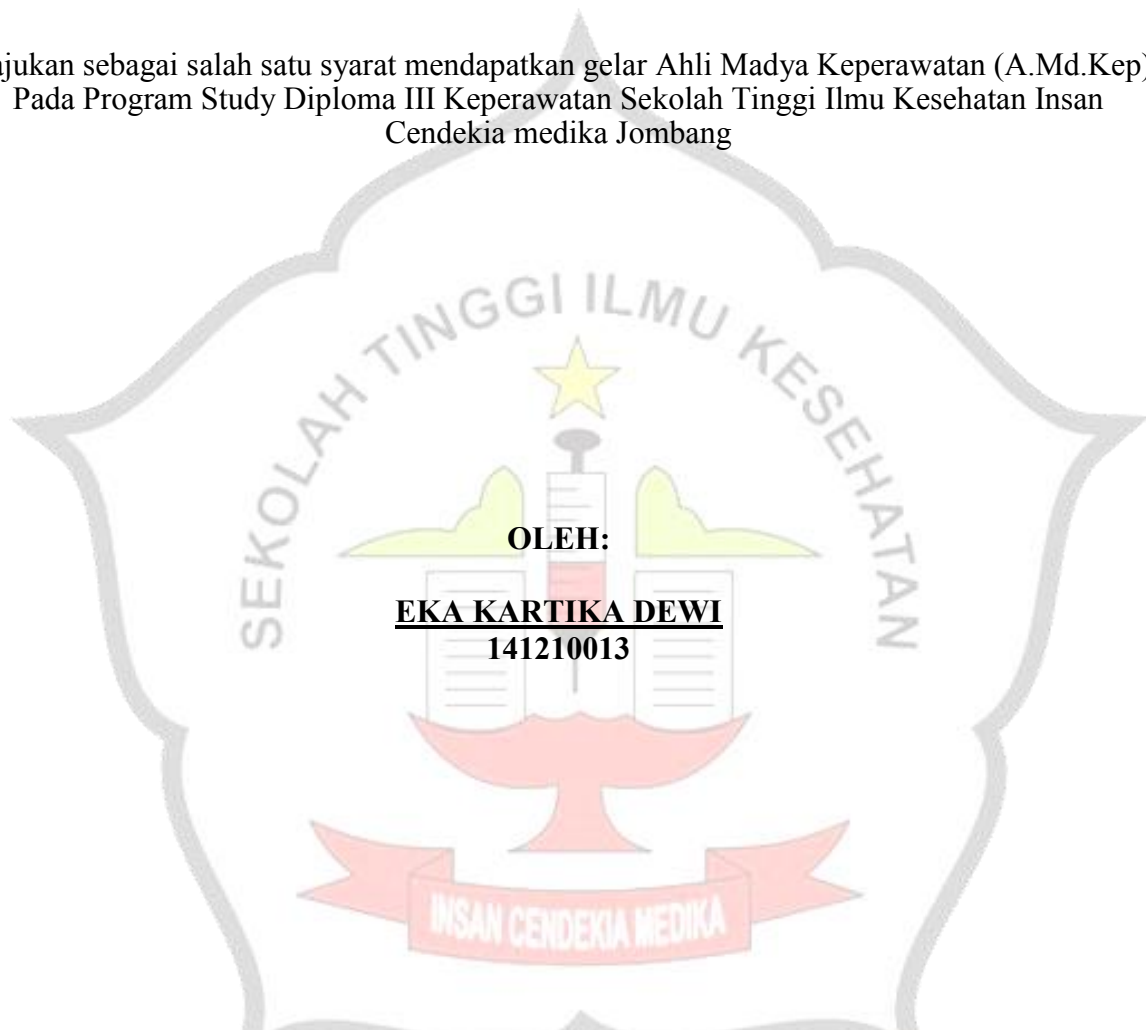 ajukan sebagai salah satu syarat mendapatkan gelar Ahli Madya Keperawatan (A.Md.Kep)
Pada Program Study Diploma III Keperawatan Sekolah Tinggi Ilmu Kesehatan Insan
Cendekia medika Jombang
SEKOLAH TINGGI ILMU KESEHATAN
OLEH:
EKA KARTIKA DEWI
141210013
INSAN CENDEKIA MEDIKA